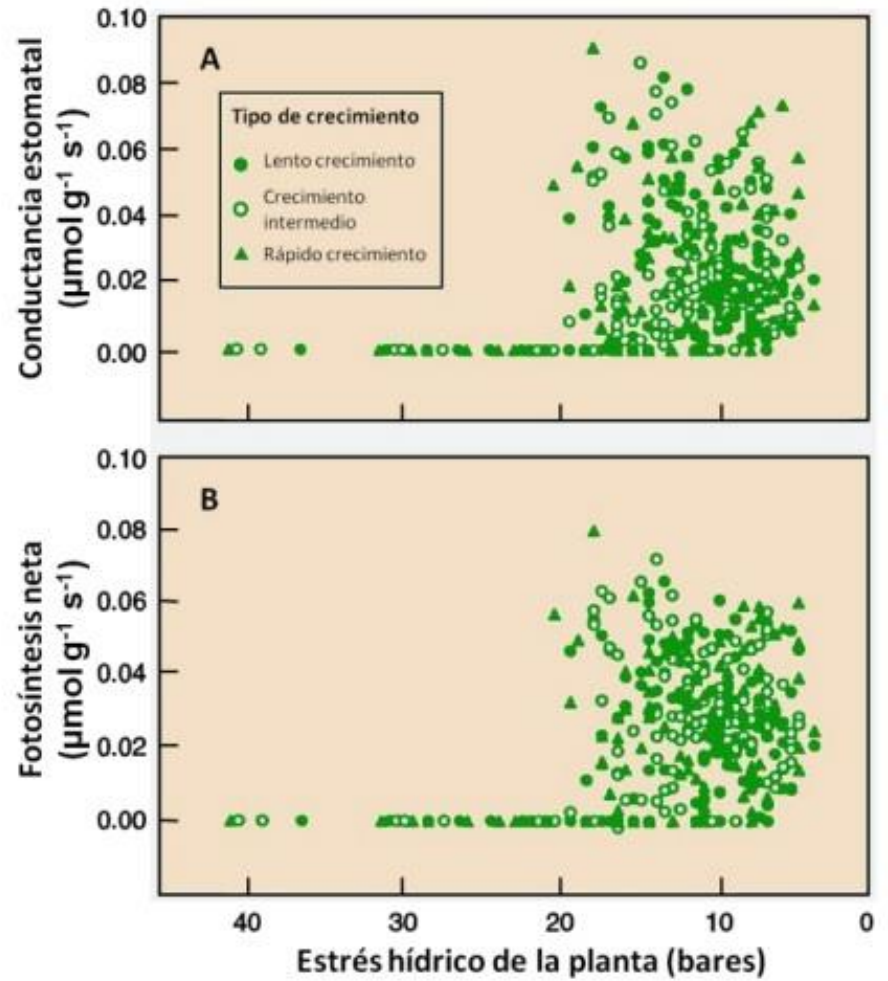 A
Tipo de crecimiento
Lento crecimiento
Crecimiento
intermedio
Rápido crecimiento
Conductancia estomatal
(μmol g⁻¹ s⁻¹)
0.10
0.08
0.06
0.04
0.02
0.00
B
Fotosíntesis neta
(μmol g⁻¹ s⁻¹)
0.10
0.08
0.06
0.04
0.02
0.00
40 30 20 10 0
Estrés hídrico de la planta (bares)